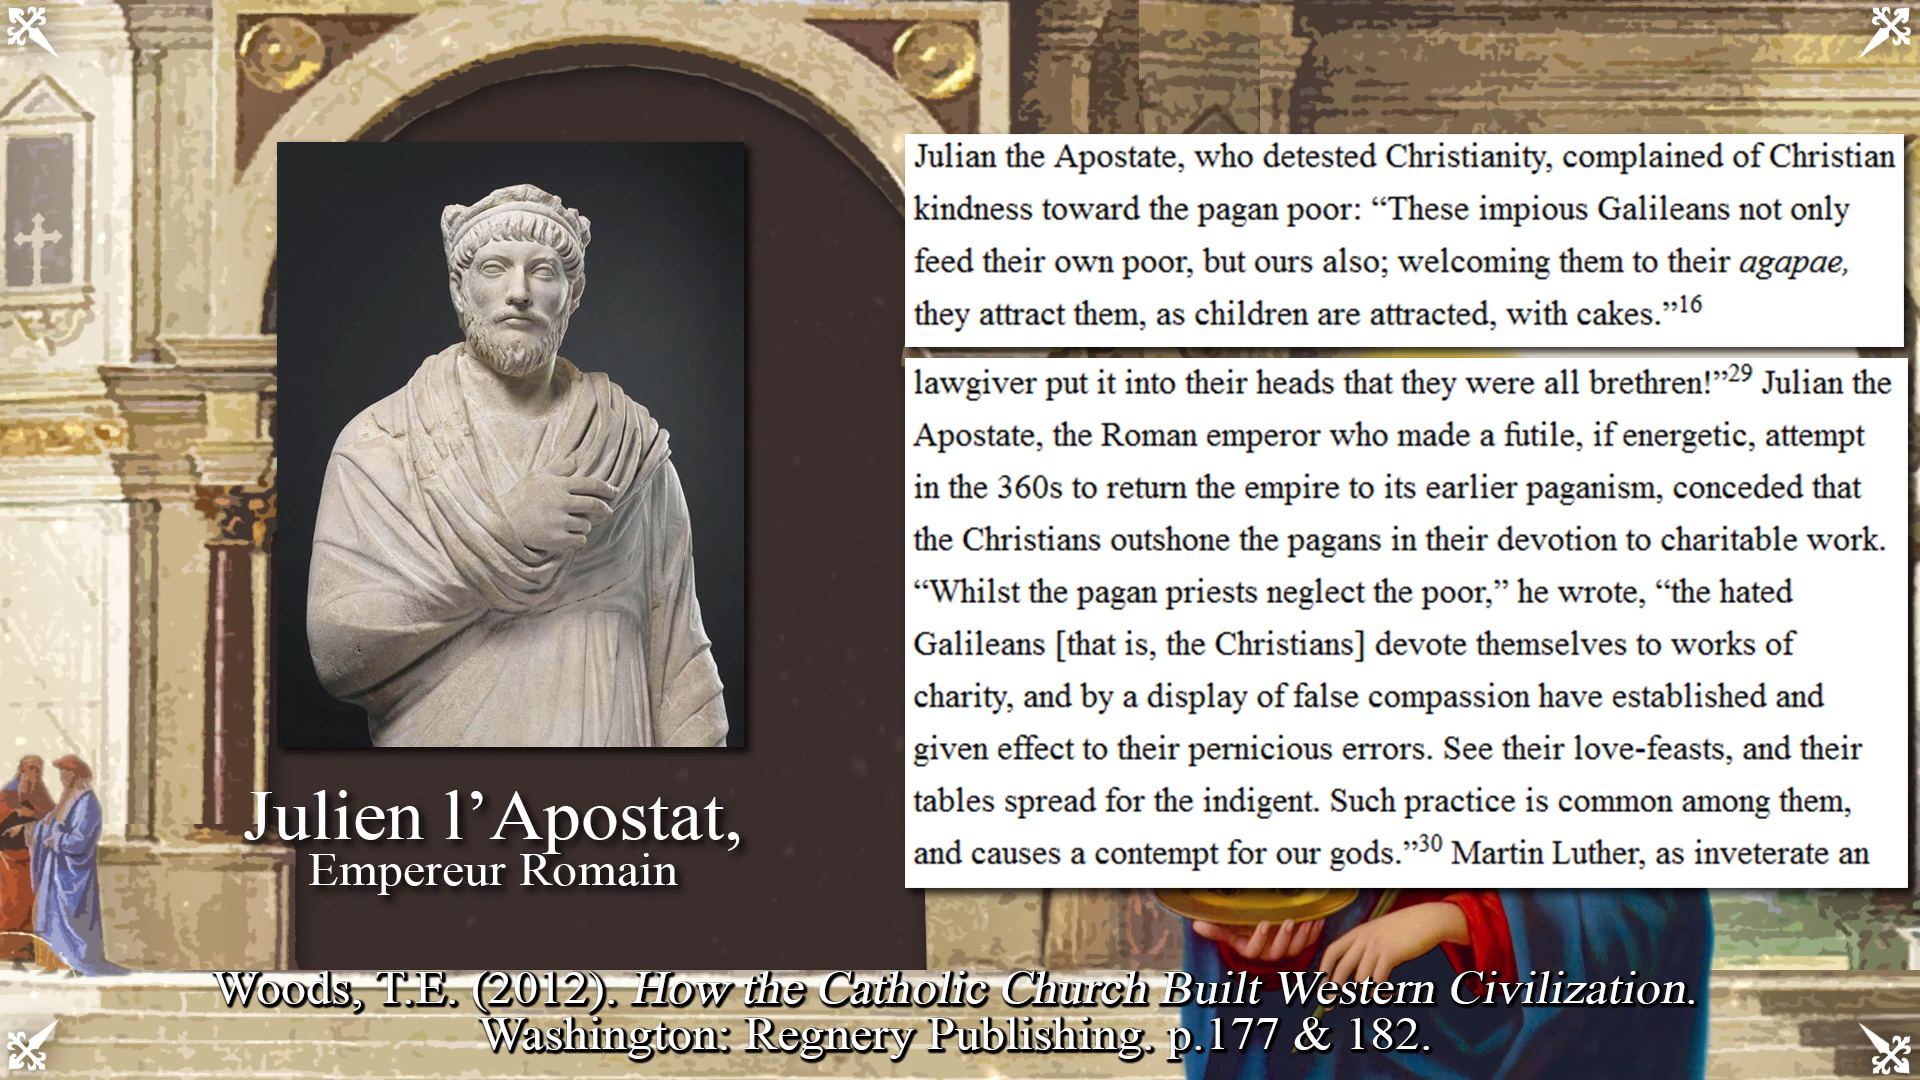 Julian the Apostate, who detested Christianity, complained of Christian
kindness toward the pagan poor: “These impious Galileans not only
feed their own poor, but ours also; welcoming them to their agapae,
they attract them, as children are attracted, with cakes.”16
lawgiver put it into their heads that they were all brethren!”29 Julian the
Apostate, the Roman emperor who made a futile, if energetic, attempt
in the 360s to return the empire to its earlier paganism, conceded that
the Christians outshone the pagans in their devotion to charitable work.
“Whilst the pagan priests neglect the poor,” he wrote, “the hated
Galileans [that is, the Christians] devote themselves to works of
charity, and by a display of false compassion have established and
given effect to their pernicious errors. See their love-feasts, and their
tables spread for the indigent. Such practice is common among them,
and causes a contempt for our gods.”30 Martin Luther, as inveterate an
Julien l’Apostat,
Empereur Romain
Woods, T.E. (2012). How the Catholic Church Built Western Civilization.
Washington: Regnery Publishing. p.177 & 182.